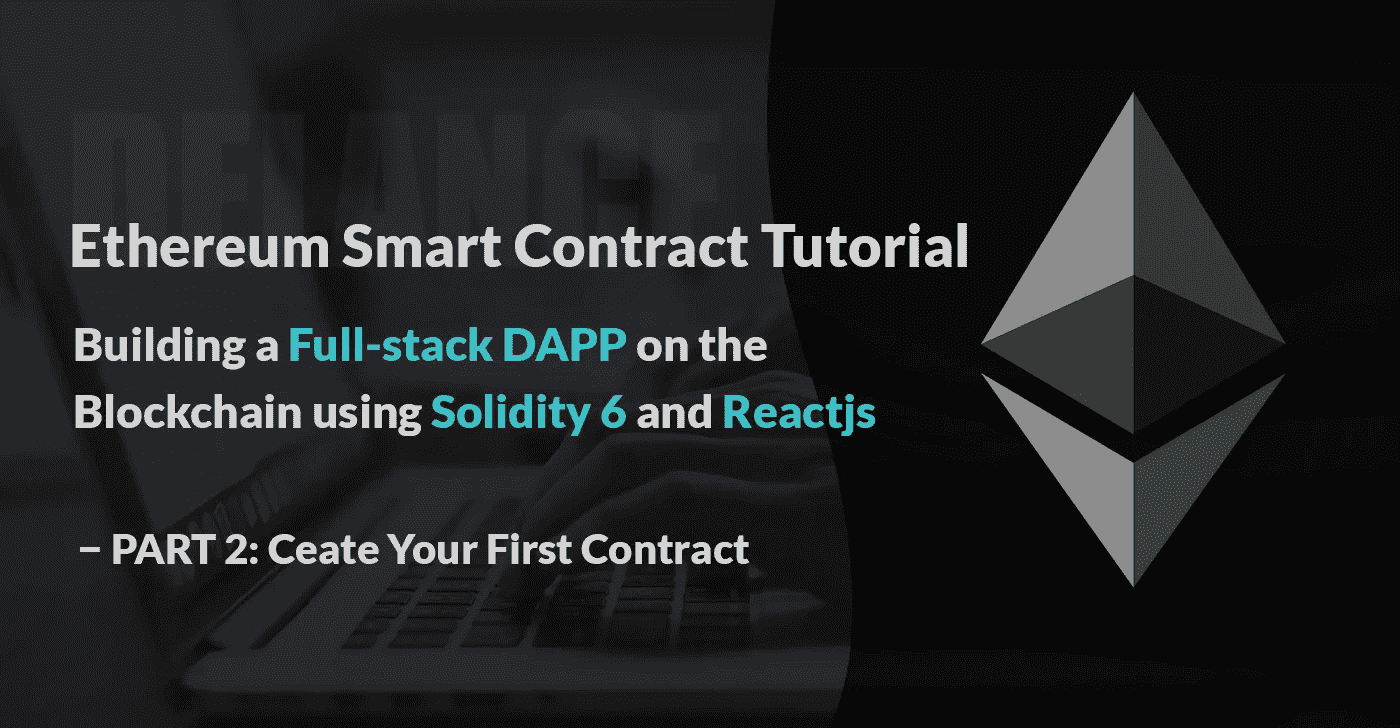 Ethereum Smart Contract Tutorial
Building a Full-stack DAPP on the
Blockchain using Solidity 6 and Reactjs
– PART 2: Ceate Your First Contract